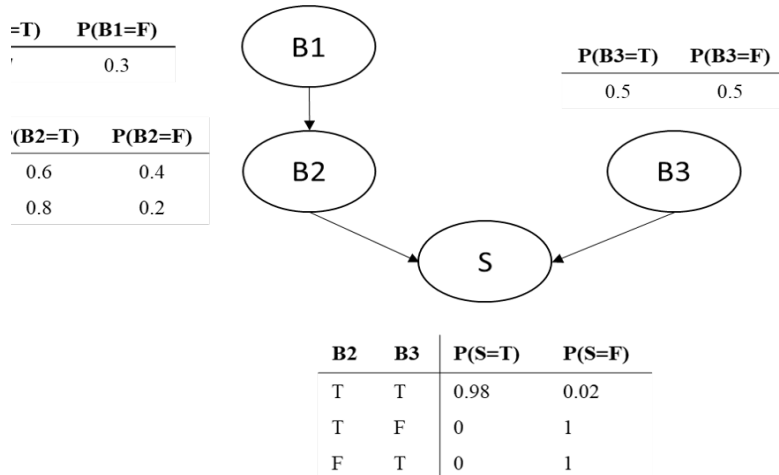 =T) P(B1=F)
0.3
B1
P(B3=T) P(B3=F)
0.5 0.5
(B2=T) P(B2=F)
0.6 0.4
0.8 0.2
B2
B3
S
B2 B3 P(S=T) P(S=F)
T T 0.98 0.02
T F 0 1
F T 0 1